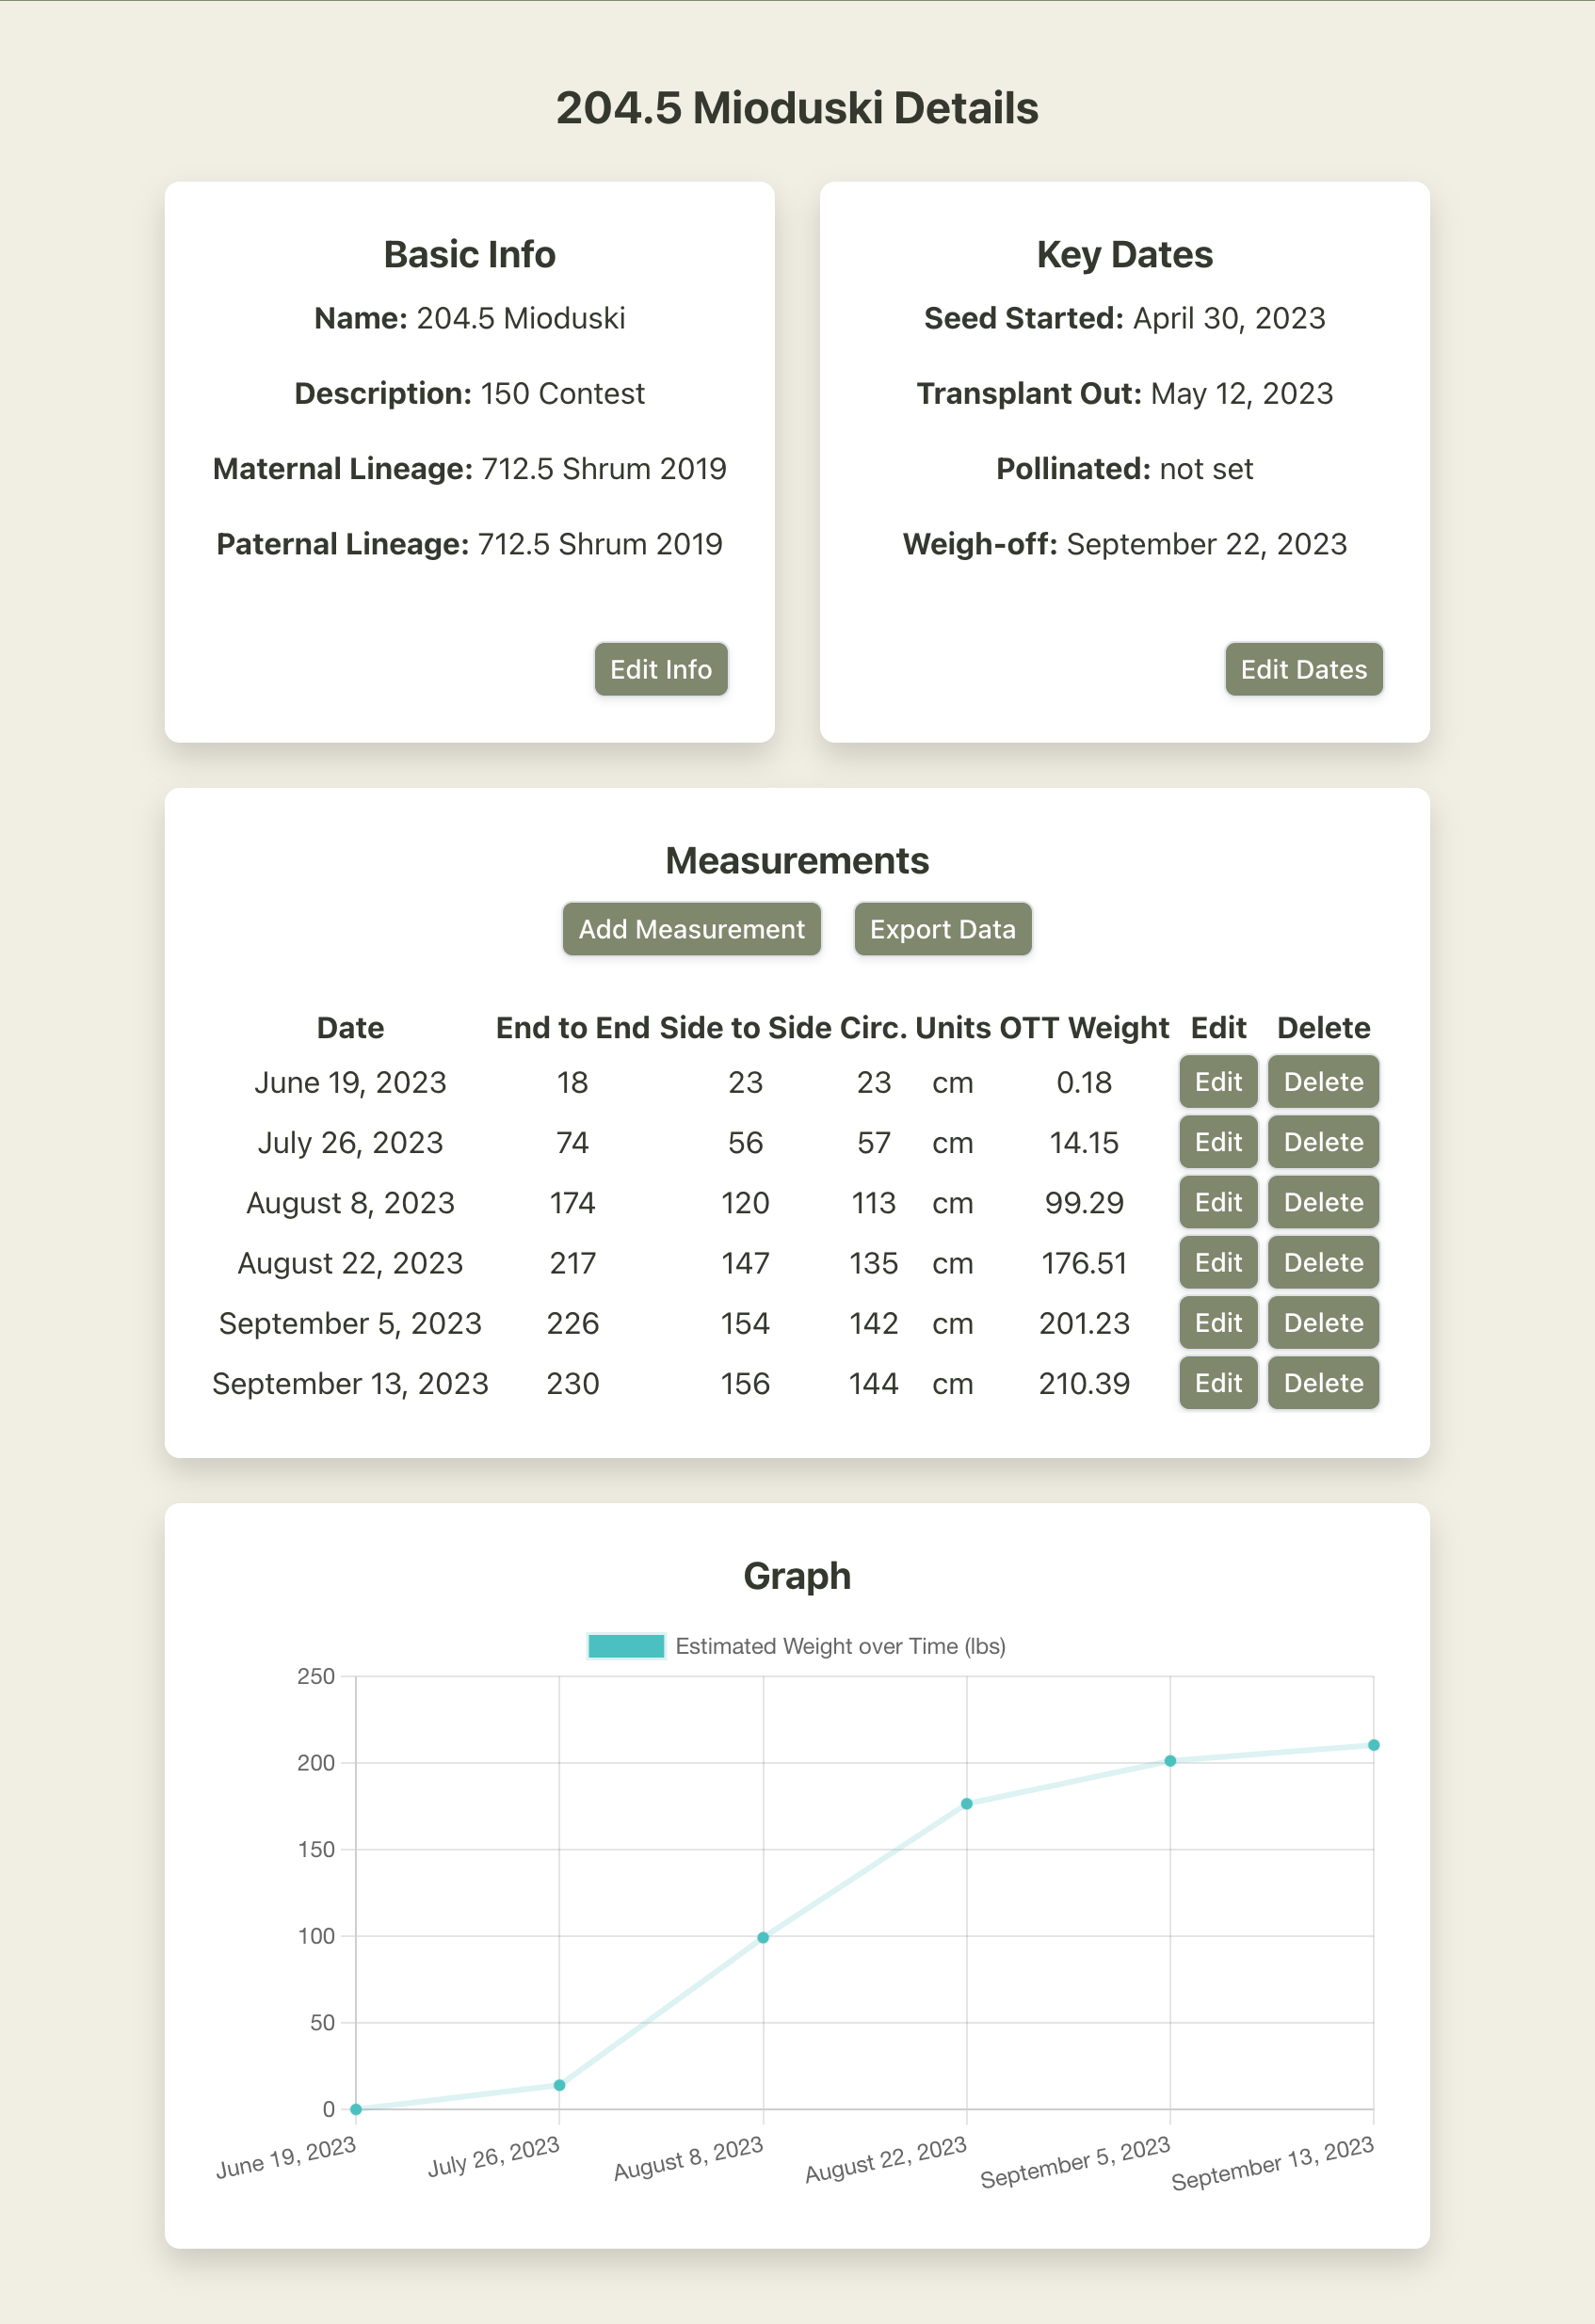 204.5 Mioduski Details
Basic Info
Name: 204.5 Mioduski
Description: 150 Contest
Maternal Lineage: 712.5 Shrum 2019
Paternal Lineage: 712.5 Shrum 2019
Edit Info
Key Dates
Seed Started: April 30, 2023
Transplant Out: May 12, 2023
Pollinated: not set
Weigh-off: September 22, 2023
Edit Dates
Measurements
Add Measurement Export Data
Date End to End Side to Side Circ. Units OTT Weight Edit Delete
June 19, 2023 18 23 23 cm 0.18 Edit Delete
July 26, 2023 74 56 57 cm 14.15 Edit Delete
August 8, 2023 174 120 113 cm 99.29 Edit Delete
August 22, 2023 217 147 135 cm 176.51 Edit Delete
September 5, 2023 226 154 142 cm 201.23 Edit Delete
September 13, 2023 230 156 144 cm 210.39 Edit Delete
Graph
Estimated Weight over Time (lbs)
250
200
150
100
50
0
June 19, 2023 July 26, 2023 August 8, 2023 August 22, 2023 September 5, 2023 September 13, 2023